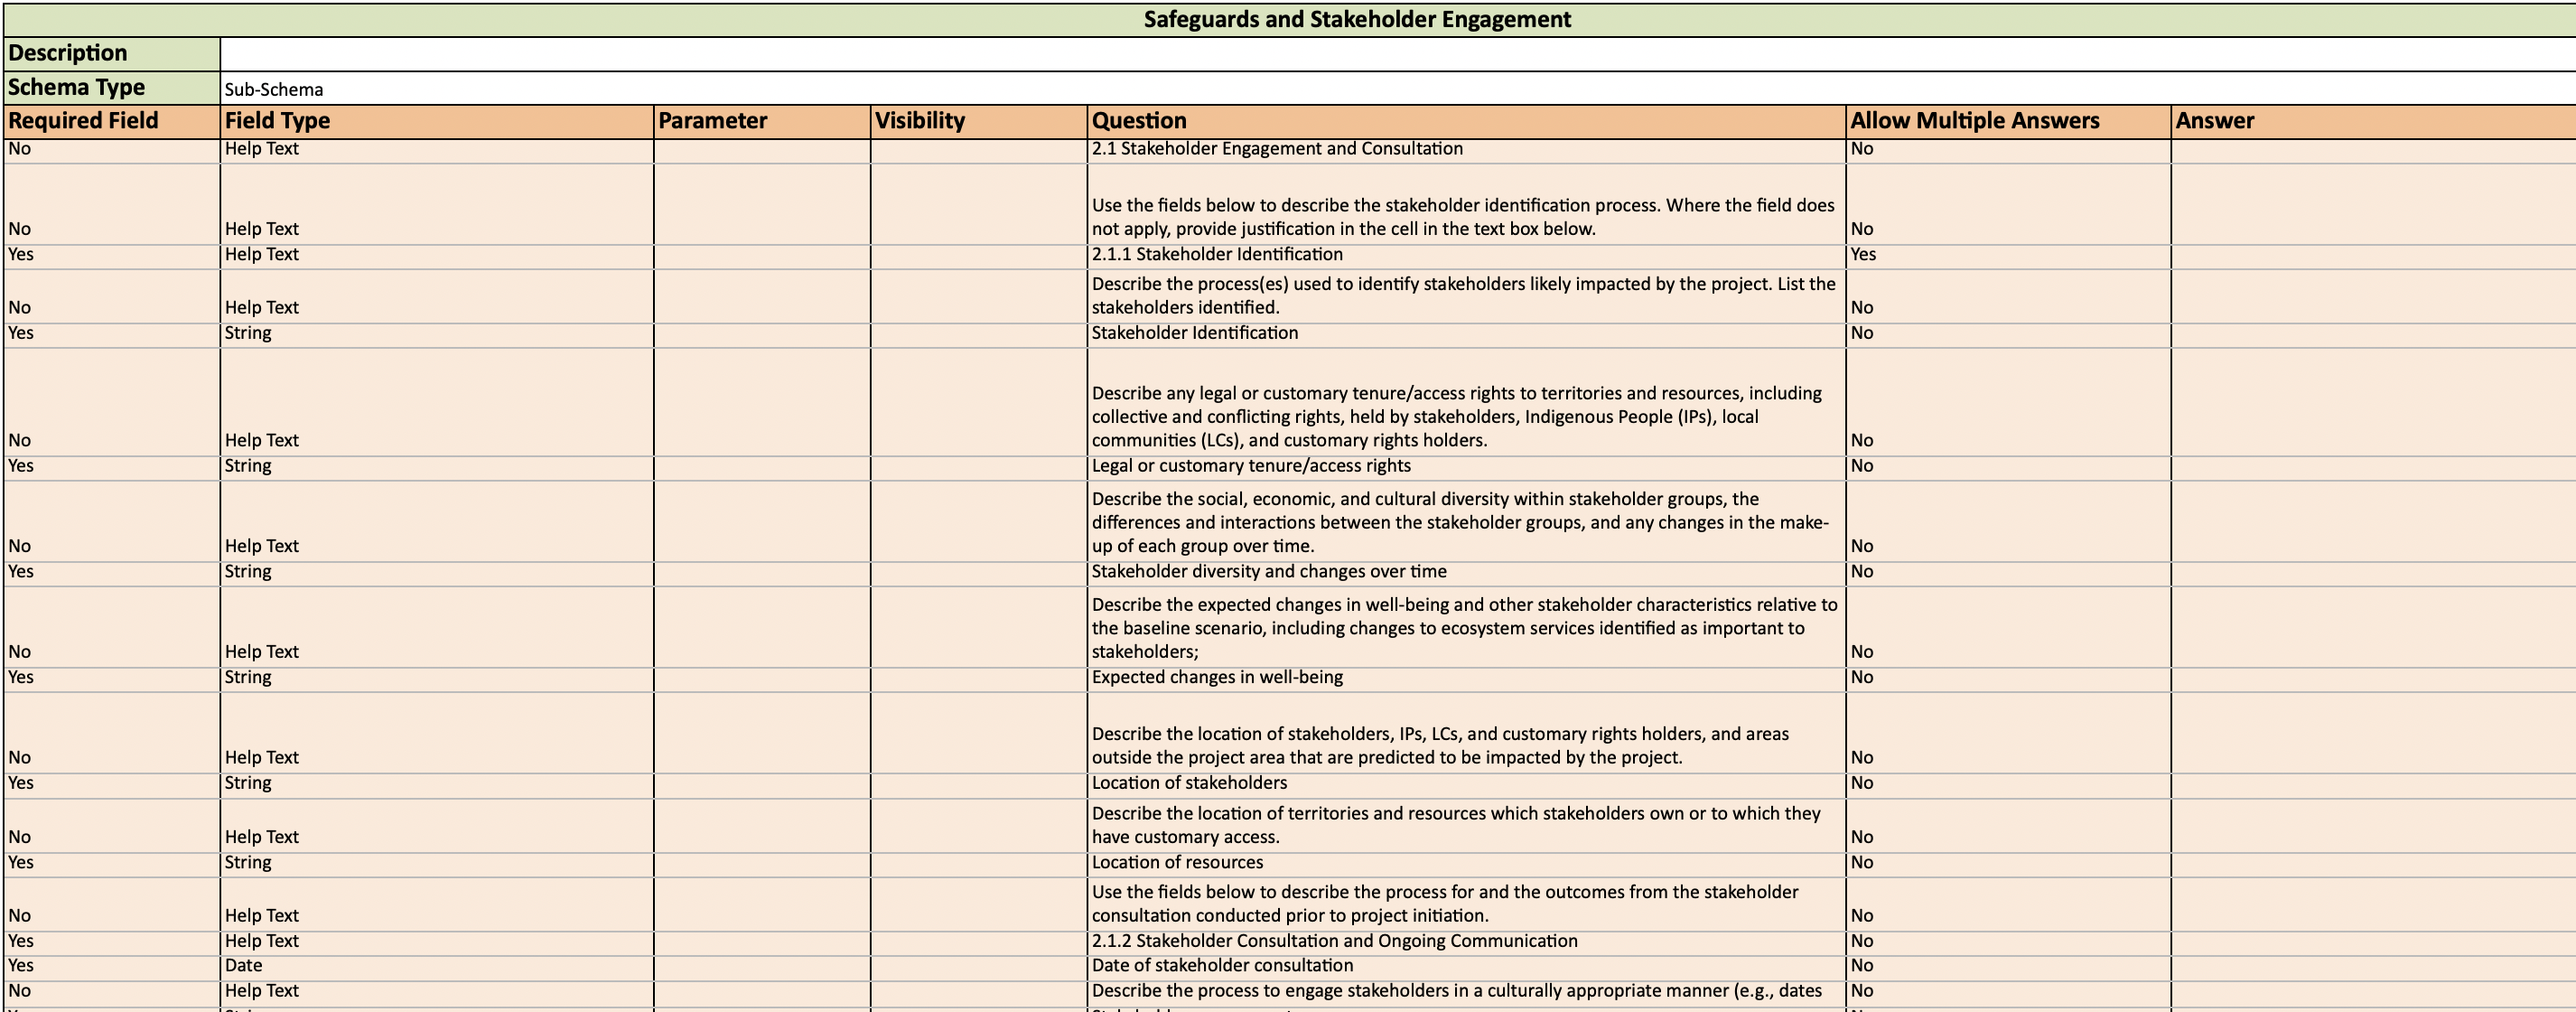 Safeguards and Stakeholder Engagement
Description
Schema Type Sub-Schema
Required Field Field Type Parameter Visibility Question Allow Multiple Answers Answer
No Help Text 2.1 Stakeholder Engagement and Consultation No
Use the fields below to describe the stakeholder identification process. Where the field does
No Help Text not apply, provide justification in the cell in the text box below. No
Yes Help Text 2.1.1 Stakeholder Identification Yes
Describe the process(es) used to identify stakeholders likely impacted by the project. List the
No Help Text stakeholders identified. No
Yes String Stakeholder Identification No
Describe any legal or customary tenure/access rights to territories and resources, including
collective and conflicting rights, held by stakeholders, Indigenous People (IPs), local
No Help Text communities (LCs), and customary rights holders. No
Yes String Legal or customary tenure/access rights No
Describe the social, economic, and cultural diversity within stakeholder groups, the
differences and interactions between the stakeholder groups, and any changes in the make-
No Help Text up of each group over time. No
Yes String Stakeholder diversity and changes over time No
Describe the expected changes in well-being and other stakeholder characteristics relative to
the baseline scenario, including changes to ecosystem services identified as important to
No Help Text stakeholders; No
Yes String Expected changes in well-being No
Describe the location of stakeholders, IPs, LCs, and customary rights holders, and areas
No Help Text outside the project area that are predicted to be impacted by the project. No
Yes String Location of stakeholders No
Describe the location of territories and resources which stakeholders own or to which they
No Help Text have customary access. No
Yes String Location of resources No
Use the fields below to describe the process for and the outcomes from the stakeholder
No Help Text consultation conducted prior to project initiation. No
Yes Help Text 2.1.2 Stakeholder Consultation and Ongoing Communication No
Yes Date Date of stakeholder consultation No
No Help Text Describe the process to engage stakeholders in a culturally appropriate manner (e.g., dates No